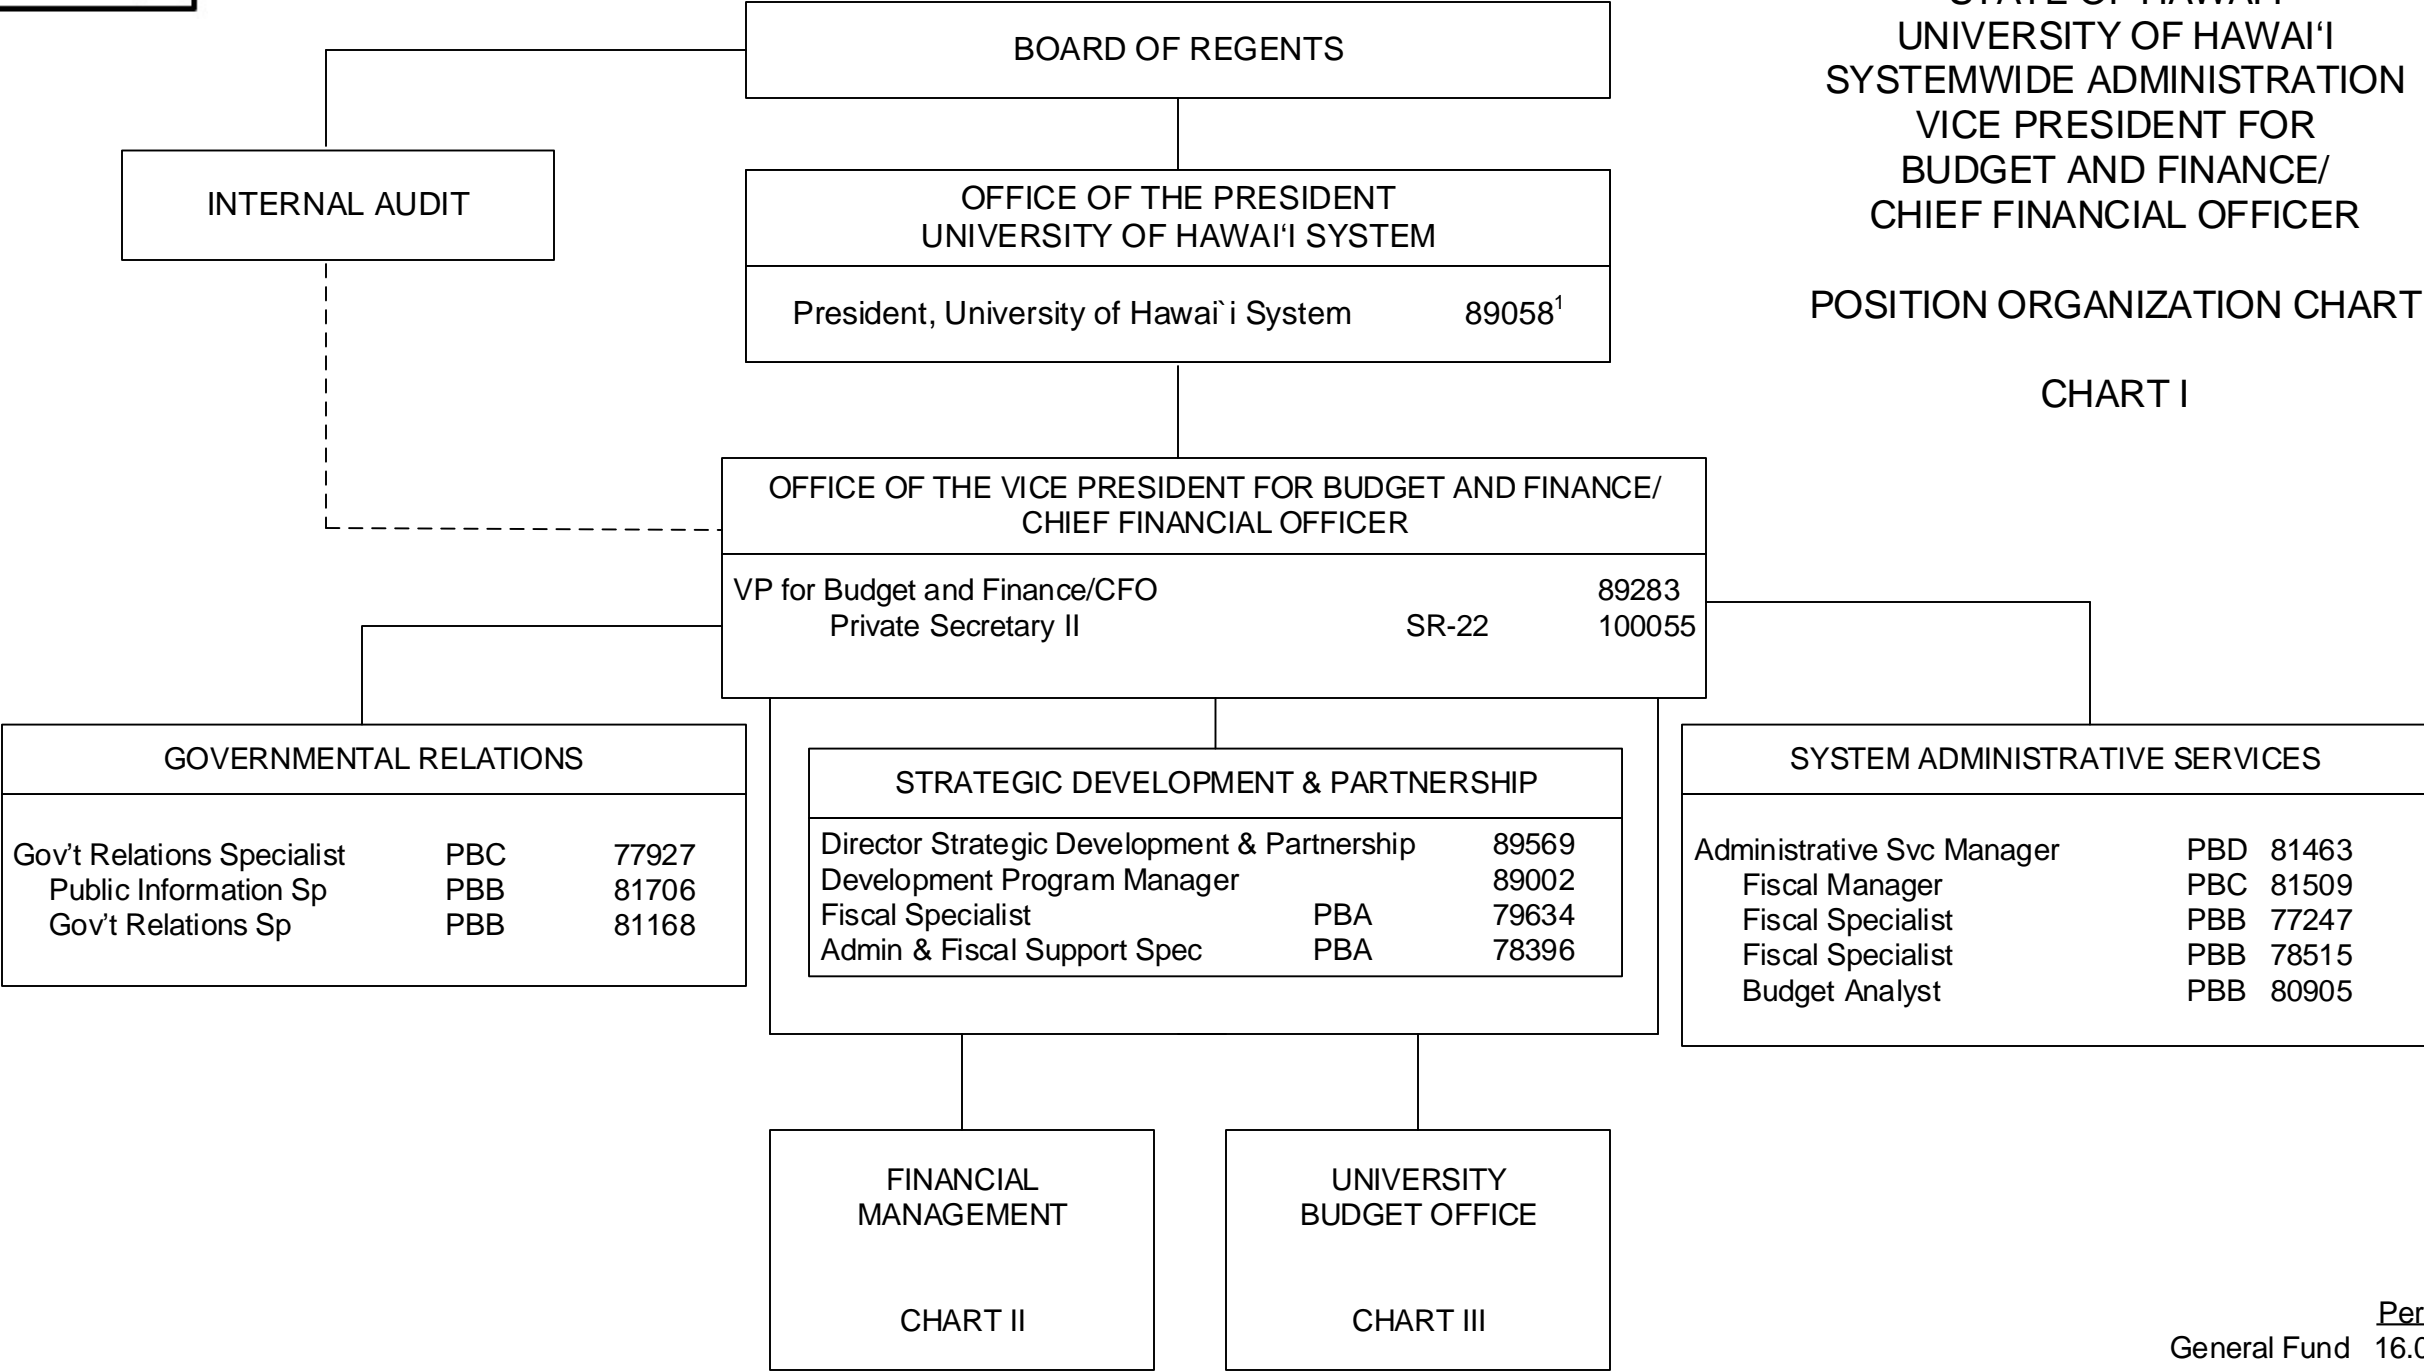 STATE OF HAWAI‘I
UNIVERSITY OF HAWAI‘I
SYSTEMWIDE ADMINISTRATION
VICE PRESIDENT FOR
BUDGET AND FINANCE/
CHIEF FINANCIAL OFFICER
POSITION ORGANIZATION CHART
CHART I
BOARD OF REGENTS
INTERNAL AUDIT
OFFICE OF THE PRESIDENT
UNIVERSITY OF HAWAI‘I SYSTEM
President, University of Hawai`i System 89058¹
OFFICE OF THE VICE PRESIDENT FOR BUDGET AND FINANCE/
CHIEF FINANCIAL OFFICER
VP for Budget and Finance/CFO 89283
Private Secretary II SR-22 100055
GOVERNMENTAL RELATIONS
Gov’t Relations Specialist PBC 77927
Public Information Sp PBB 81706
Gov’t Relations Sp PBB 81168
STRATEGIC DEVELOPMENT & PARTNERSHIP
Director Strategic Development & Partnership 89569
Development Program Manager 89002
Fiscal Specialist PBA 79634
Admin & Fiscal Support Spec PBA 78396
SYSTEM ADMINISTRATIVE SERVICES
Administrative Svc Manager PBD 81463
Fiscal Manager PBC 81509
Fiscal Specialist PBB 77247
Fiscal Specialist PBB 78515
Budget Analyst PBB 80905
FINANCIAL
MANAGEMENT
CHART II
UNIVERSITY
BUDGET OFFICE
CHART III
Per
General Fund 16.0